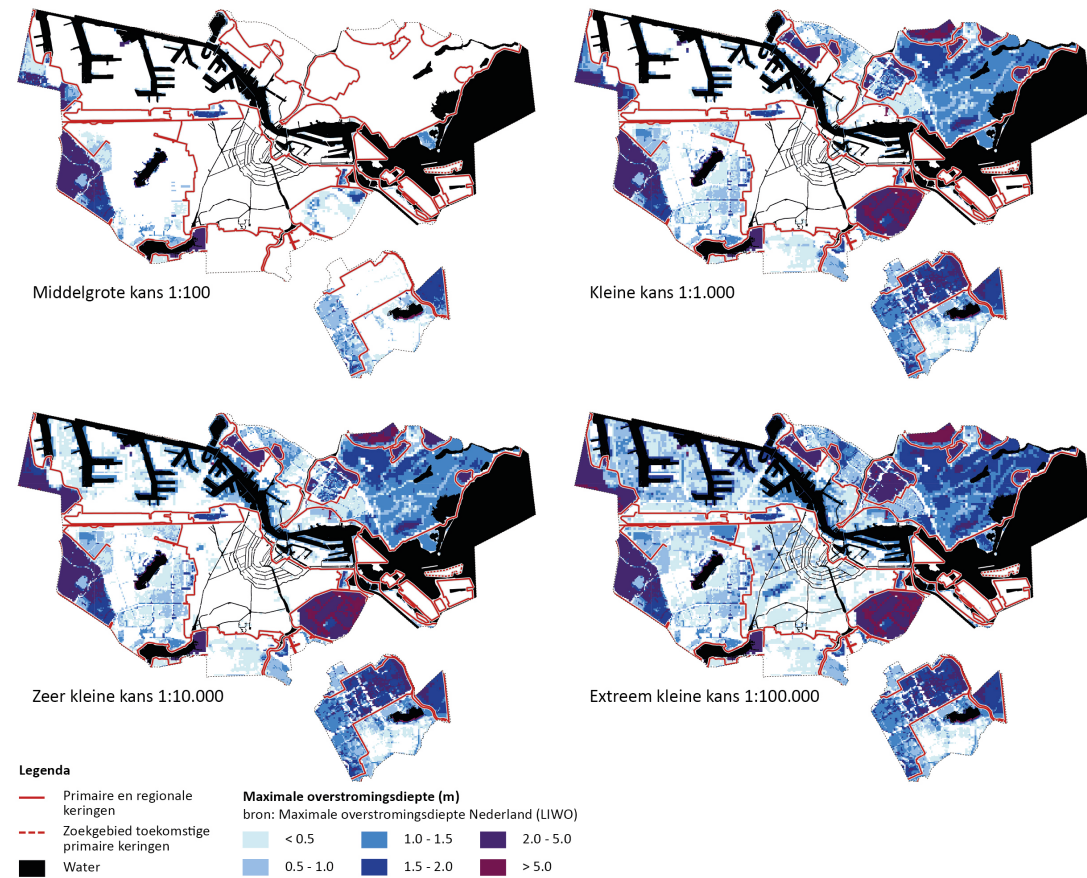 Middelgrote kans 1:100
Kleine kans 1:1.000
Zeer kleine kans 1:10.000
Extreem kleine kans 1:100.000
Legenda
Primaire en regionale
keringen
Zoekgebied toekomstige
primaire keringen
Water
Maximale overstromingsdiepte (m)
bron: Maximale overstromingsdiepte Nederland (LIWO)
< 0.5
1.0 - 1.5
2.0 - 5.0
0.5 - 1.0
1.5 - 2.0
> 5.0